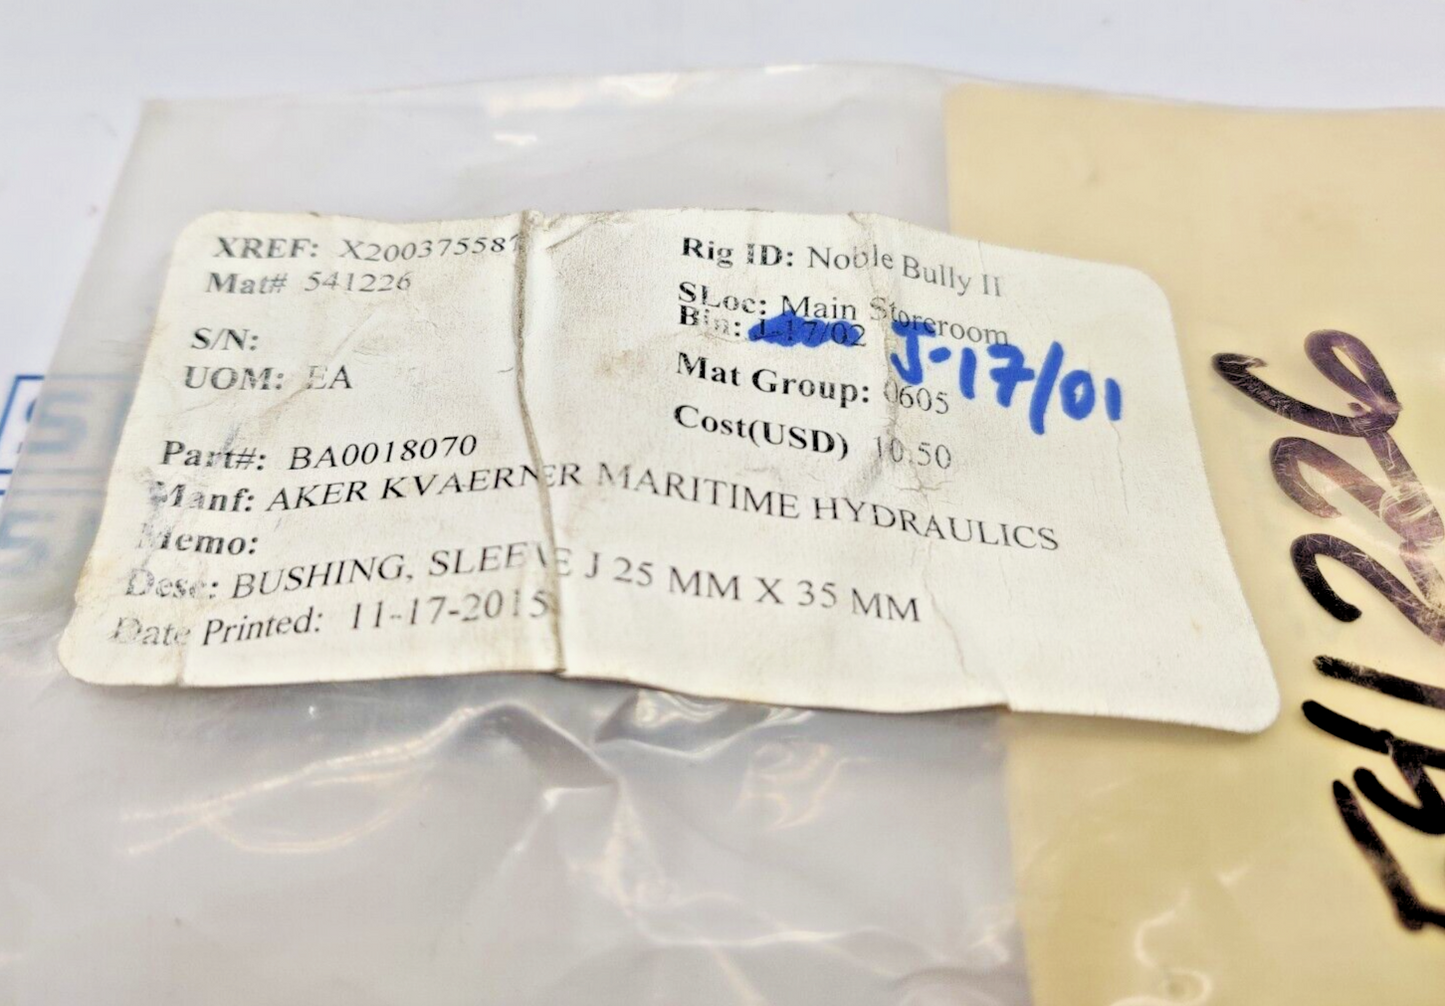 XREF: X200375581
Mat# 541226
S/N:
UOM: EA
Rig ID: Noble Bully II
SLoc: Main Storeroom
Bin: J-17/02 J-17/01
Mat Group: 0605
Cost(USD) 10.50
Part#: BA0018070
Manf: AKER KVAERNER MARITIME HYDRAULICS
Memo:
Desc: BUSHING, SLEEVE J 25 MM X 35 MM
Date Printed: 11-17-2015
541226